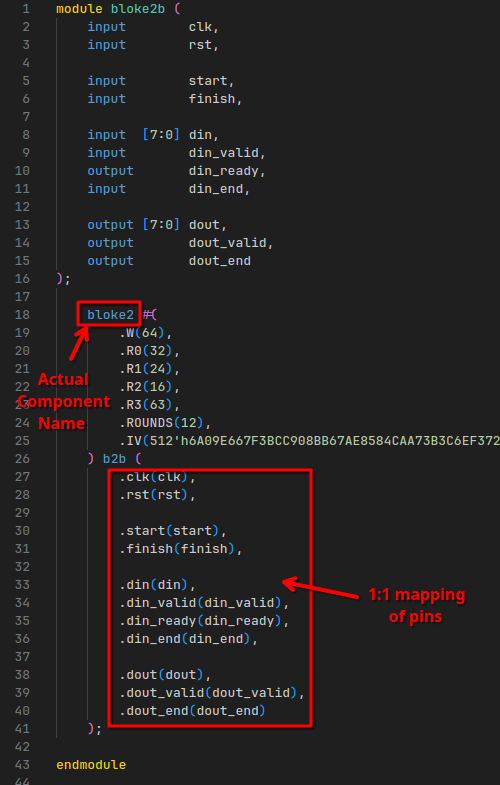 1 module bloke2b (
2 input clk,
3 input rst,
4
5 input start,
6 input finish,
7
8 input [7:0] din,
9 input din_valid,
10 output din_ready,
11 input din_end,
12
13 output [7:0] dout,
14 output dout_valid,
15 output dout_end
16 );
17
18 bloke2 #(
19 .W(64),
20 .R0(32),
21 .R1(24),
22 .R2(16),
23 .R3(63),
24 .ROUNDS(12),
25 .IV(512'h6A09E667F3BCC908BB67AE8584CAA73B3C6EF372
26 ) b2b (
27 .clk(clk),
28 .rst(rst),
29
30 .start(start),
31 .finish(finish),
32
33 .din(din),
34 .din_valid(din_valid),
35 .din_ready(din_ready),
36 .din_end(din_end),
37
38 .dout(dout),
39 .dout_valid(dout_valid),
40 .dout_end(dout_end)
41 );
42
43 endmodule
44
Actual
Component
Name
1:1 mapping
of pins